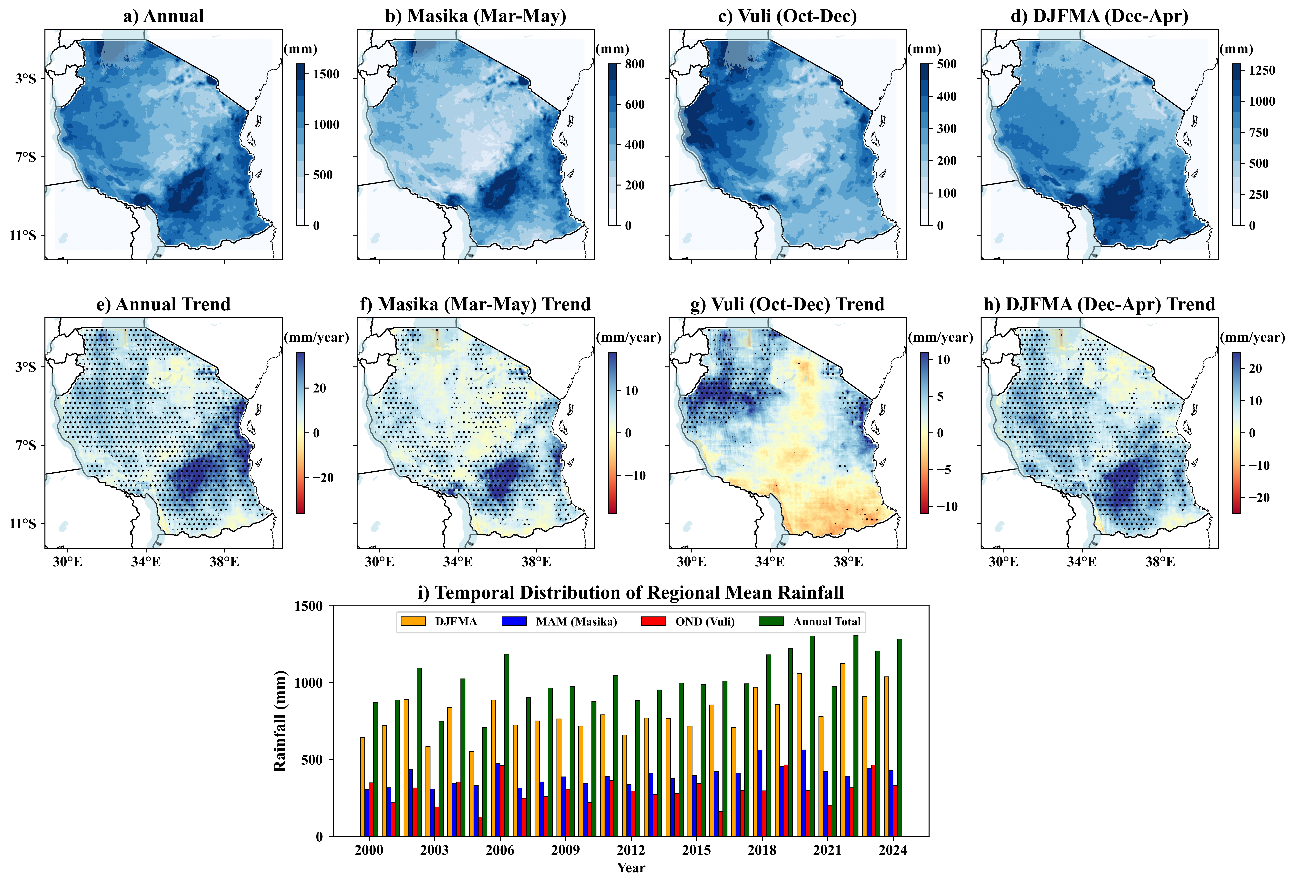 a) Annual
b) Masika (Mar-May)
c) Vuli (Oct-Dec)
d) DJFMA (Dec-Apr)
(mm)
(mm)
(mm)
(mm)
3°S
7°S
11°S
1500
1000
500
0
800
600
400
200
0
500
400
300
200
100
0
1250
1000
750
500
250
0
e) Annual Trend
f) Masika (Mar-May) Trend
g) Vuli (Oct-Dec) Trend
h) DJFMA (Dec-Apr) Trend
(mm/year)
(mm/year)
(mm/year)
(mm/year)
3°S
7°S
11°S
20
0
−20
10
0
−10
10
5
0
−5
−10
20
10
0
−10
−20
30°E 34°E 38°E
30°E 34°E 38°E
30°E 34°E 38°E
30°E 34°E 38°E
i) Temporal Distribution of Regional Mean Rainfall
DJFMA MAM (Masika) OND (Vuli) Annual Total
Rainfall (mm)
1500
1000
500
0
2000 2003 2006 2009 2012 2015 2018 2021 2024
Year